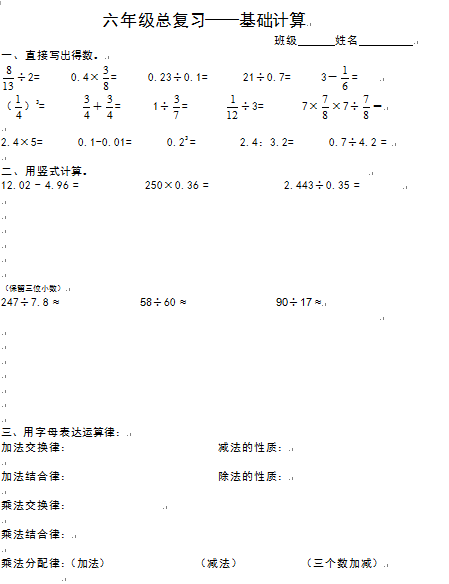 六年级总复习——基础计算
班级______姓名_________
一、直接写出得数。
8/13÷2= 0.4×3/8= 0.23÷0.1= 21÷0.7= 3－1/6=
（1/4）²= 3/4＋3/4= 1÷3/7= 1/12÷3= 7×7/8×7÷7/8＝
2.4×5= 0.1-0.01= 0.2³= 2.4：3.2= 0.7÷4.2 =
二、用竖式计算。
12.02 - 4.96 = 250×0.36 = 2.443÷0.35 =
（保留三位小数）
247÷7.8 ≈ 58÷60 ≈ 90÷17 ≈
三、用字母表达运算律：
加法交换律： 减法的性质：
加法结合律： 除法的性质：
乘法交换律：
乘法结合律：
乘法分配律：（加法） （减法） （三个数加减）